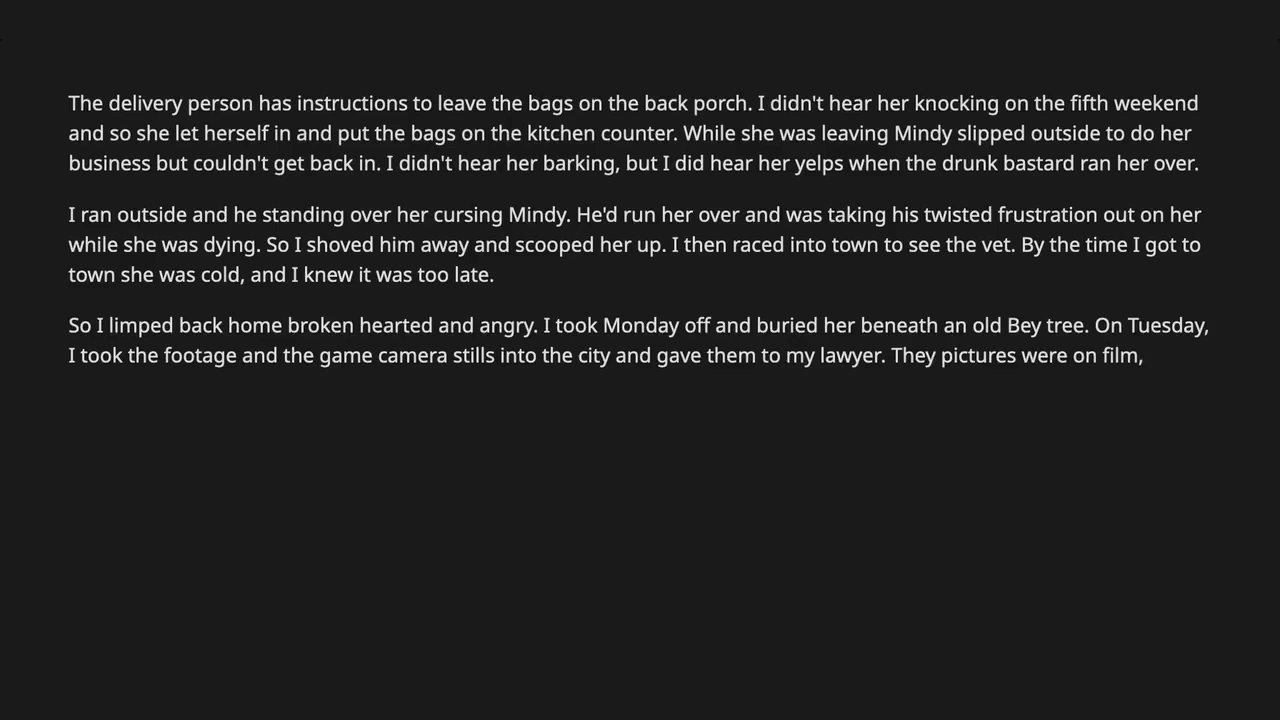 The delivery person has instructions to leave the bags on the back porch. I didn't hear her knocking on the fifth weekend
and so she let herself in and put the bags on the kitchen counter. While she was leaving Mindy slipped outside to do her
business but couldn't get back in. I didn't hear her barking, but I did hear her yelps when the drunk bastard ran her over.
I ran outside and he standing over her cursing Mindy. He'd run her over and was taking his twisted frustration out on her
while she was dying. So I shoved him away and scooped her up. I then raced into town to see the vet. By the time I got to
town she was cold, and I knew it was too late.
So I limped back home broken hearted and angry. I took Monday off and buried her beneath an old Bey tree. On Tuesday,
I took the footage and the game camera stills into the city and gave them to my lawyer. They pictures were on film,